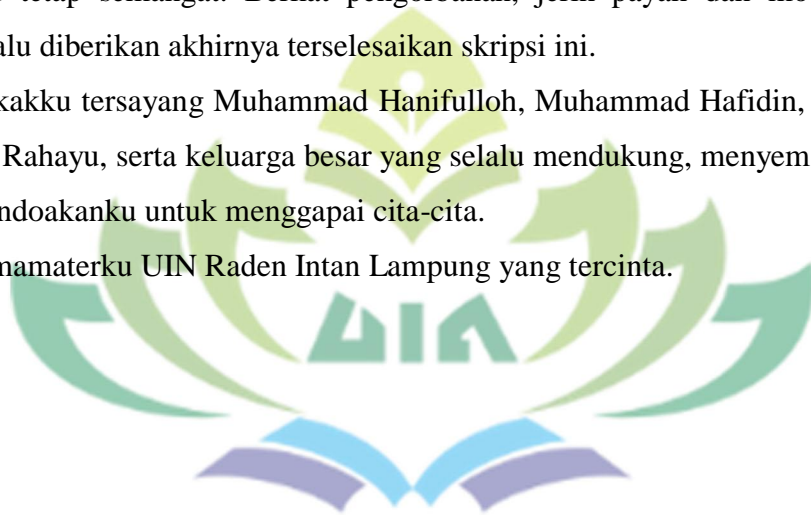 tetap semangat. Berkat pengorbanan, jerih payah dan
alu diberikan akhirnya terselesaikan skripsi ini.
kakku tersayang Muhammad Hanifulloh, Muhammad Hafidin,
Rahayu, serta keluarga besar yang selalu mendukung, menyem
ndoakanku untuk menggapai cita-cita.
mamaterku UIN Raden Intan Lampung yang tercinta.
UIN